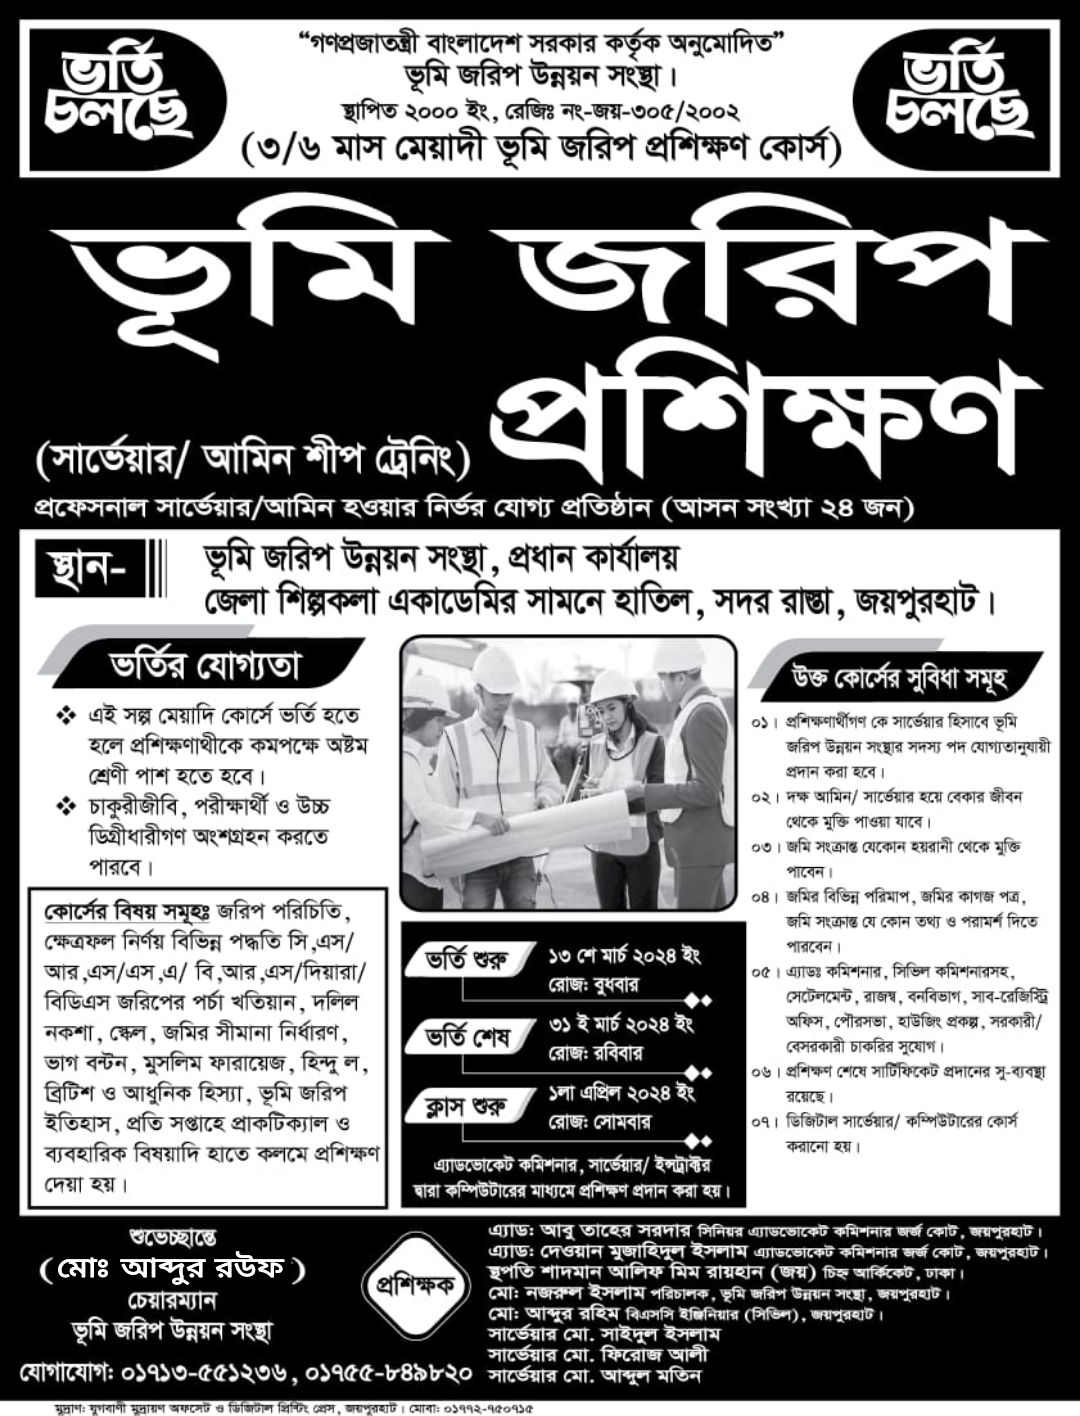 ভর্তি
চলছে
“গণপ্রজাতন্ত্রী বাংলাদেশ সরকার কর্তৃক অনুমোদিত”
ভূমি জরিপ উন্নয়ন সংস্থা।
স্থাপিত ২০০০ ইং, রেজিঃ নং-জয়-৩০৫/২০০২
(৩/৬ মাস মেয়াদী ভূমি জরিপ প্রশিক্ষণ কোর্স)
ভর্তি
চলছে
ভূমি জরিপ
প্রশিক্ষণ
(সার্ভেয়ার/ আমিন শীপ ট্রেনিং)
প্রফেসনাল সার্ভেয়ার/আমিন হওয়ার নির্ভর যোগ্য প্রতিষ্ঠান (আসন সংখ্যা ২৪ জন)
স্থান-
ভূমি জরিপ উন্নয়ন সংস্থা, প্রধান কার্যালয়
জেলা শিল্পকলা একাডেমির সামনে হাতিল, সদর রাস্তা, জয়পুরহাট।
ভর্তির যোগ্যতা
❖ এই সল্প মেয়াদি কোর্সে ভর্তি হতে
হলে প্রশিক্ষণার্থীকে কমপক্ষে অষ্টম
শ্রেণী পাশ হতে হবে।
❖ চাকুরীজীবি, পরীক্ষার্থী ও উচ্চ
ডিগ্রীধারীগণ অংশগ্রহন করতে
পারবে।
কোর্সের বিষয় সমূহঃ জরিপ পরিচিতি,
ক্ষেত্রফল নির্ণয় বিভিন্ন পদ্ধতি সি,এস/
আর,এস/এস,এ/ বি,আর,এস/দিয়ারা/
বিডিএস জরিপের পর্চা খতিয়ান, দলিল
নকশা, স্কেল, জমির সীমানা নির্ধারণ,
ভাগ বন্টন, মুসলিম ফারায়েজ, হিন্দু ল,
ব্রিটিশ ও আধুনিক হিস্যা, ভূমি জরিপ
ইতিহাস, প্রতি সপ্তাহে প্রাকটিক্যাল ও
ব্যবহারিক বিষয়াদি হাতে কলমে প্রশিক্ষণ
দেয়া হয়।
ভর্তি শুরু
১৩ শে মার্চ ২০২৪ ইং
রোজ: বুধবার
ভর্তি শেষ
৩১ ই মার্চ ২০২৪ ইং
রোজ: রবিবার
ক্লাস শুরু
১লা এপ্রিল ২০২৪ ইং
রোজ: সোমবার
এ্যাডভোকেট কমিশনার, সার্ভেয়ার/ ইন্সট্রাক্টর
দ্বারা কম্পিউটারের মাধ্যমে প্রশিক্ষণ প্রদান করা হয়।
উক্ত কোর্সের সুবিধা সমূহ
০১। প্রশিক্ষণার্থীগণ কে সার্ভেয়ার হিসাবে ভূমি
জরিপ উন্নয়ন সংস্থার সদস্য পদ যোগ্যতানুযায়ী
প্রদান করা হবে।
০২। দক্ষ আমিন/ সার্ভেয়ার হয়ে বেকার জীবন
থেকে মুক্তি পাওয়া যাবে।
০৩। জমি সংক্রান্ত যেকোন হয়রানী থেকে মুক্তি
পাবেন।
০৪। জমির বিভিন্ন পরিমাপ, জমির কাগজ পত্র,
জমি সংক্রান্ত যে কোন তথ্য ও পরামর্শ দিতে
পারবেন।
০৫। এ্যাডঃ কমিশনার, সিভিল কমিশনারসহ,
সেটেলমেন্ট, রাজস্ব, বনবিভাগ, সাব-রেজিস্ট্রি
অফিস, পৌরসভা, হাউজিং প্রকল্প, সরকারী/
বেসরকারী চাকরির সুযোগ।
০৬। প্রশিক্ষণ শেষে সার্টিফিকেট প্রদানের সু-ব্যবস্থা
রয়েছে।
০৭। ডিজিটাল সার্ভেয়ার/ কম্পিউটারের কোর্স
করানো হয়।
শুভেচ্ছান্তে
(মোঃ আব্দুর রউফ)
চেয়ারম্যান
ভূমি জরিপ উন্নয়ন সংস্থা
যোগাযোগ: ০১৭১৩-৫৫১২৩৬, ০১৭৫৫-৮৪৯৮২০
প্রশিক্ষক
এ্যাড: আবু তাহের সরদার সিনিয়র এ্যাডভোকেট কমিশনার জর্জ কোর্ট, জয়পুরহাট।
এ্যাড: দেওয়ান মুজাহিদুল ইসলাম এ্যাডভোকেট কমিশনার জর্জ কোর্ট, জয়পুরহাট।
স্থপতি শাদমান আলিফ মিম রায়হান (জয়) চিহ্ন আর্কিকেট, ঢাকা।
মো: নজরুল ইসলাম পরিচালক, ভূমি জরিপ উন্নয়ন সংস্থা, জয়পুরহাট।
মো: আব্দুর রহিম বিএসসি ইঞ্জিনিয়ার (সিভিল), জয়পুরহাট।
সার্ভেয়ার মো. সাইদুল ইসলাম
সার্ভেয়ার মো. ফিরোজ আলী
সার্ভেয়ার মো. আব্দুল মতিন
মুদ্রাণ: যুগবাণী মুদ্রায়ণ অফসেট ও ডিজিটাল প্রিন্টিং প্রেস, জয়পুরহাট। মোবা: ০১৭৭২-৭৫০৭১৫